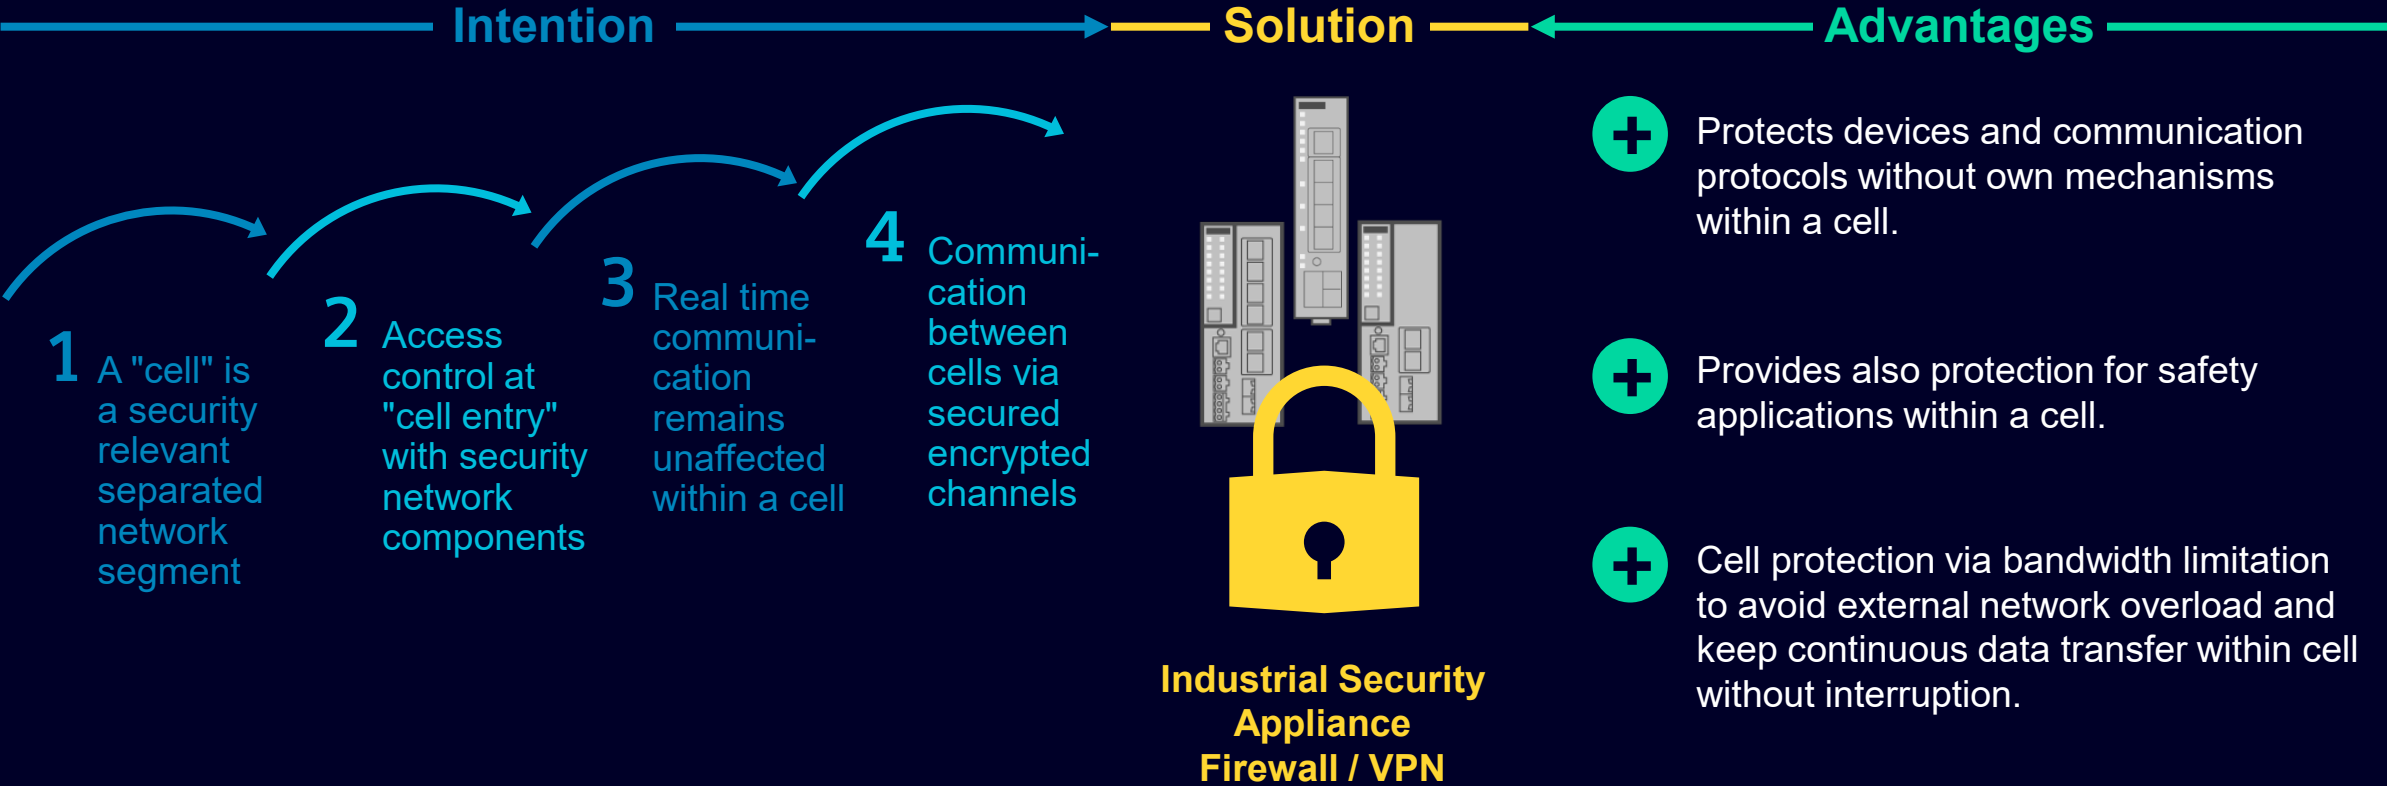 Intention
Solution
Advantages
1
A "cell" is
a security
relevant
separated
network
segment
2
Access
control at
"cell entry"
with security
network
components
3
Real time
communi-
cation
remains
unaffected
within a cell
4
Communi-
cation
between
cells via
secured
encrypted
channels
Industrial Security
Appliance
Firewall / VPN
Protects devices and communication
protocols without own mechanisms
within a cell.
Provides also protection for safety
applications within a cell.
Cell protection via bandwidth limitation
to avoid external network overload and
keep continuous data transfer within cell
without interruption.